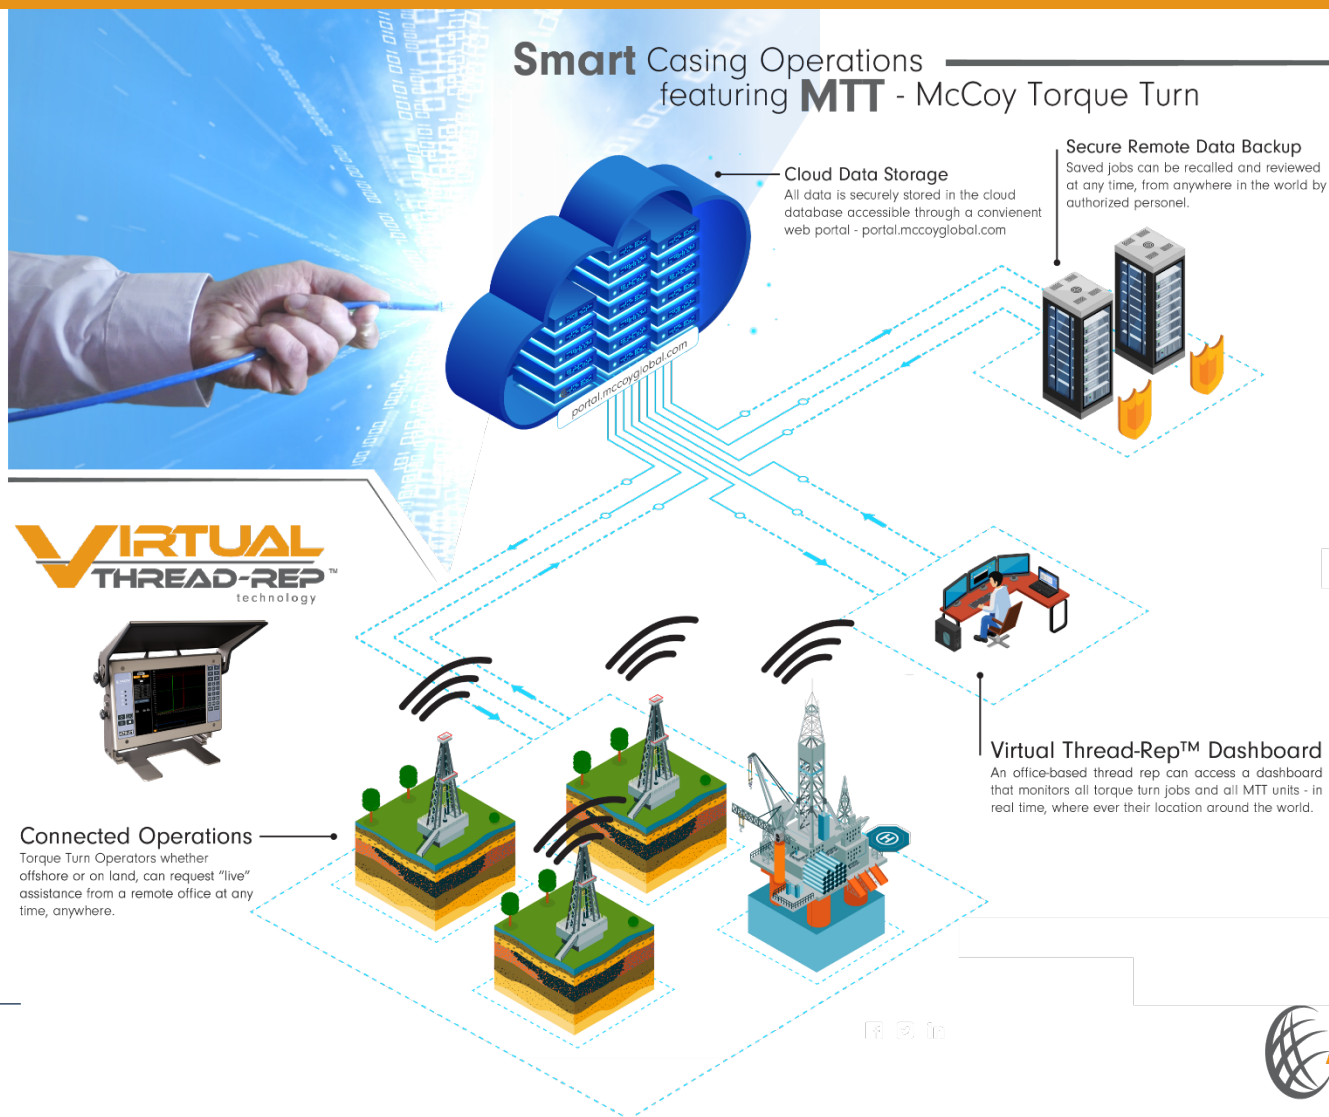 Smart Casing Operations
featuring MTT - McCoy Torque Turn
Secure Remote Data Backup
Saved jobs can be recalled and reviewed
at any time, from anywhere in the world by
authorized personel.
Cloud Data Storage
All data is securely stored in the cloud
database accessible through a convienent
web portal - portal.mccoyglobal.com
portal.mccoyglobal.com
VIRTUAL
THREAD-REP™
technology
Virtual Thread-Rep™ Dashboard
An office-based thread rep can access a dashboard
that monitors all torque turn jobs and all MTT units - in
real time, where ever their location around the world.
Connected Operations
Torque Turn Operators whether
offshore or on land, can request “live”
assistance from a remote office at any
time, anywhere.
H